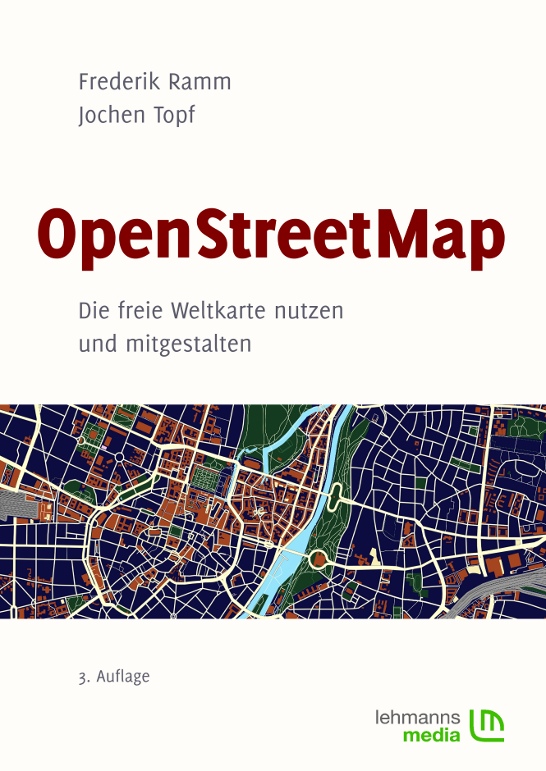 Frederik Ramm
Jochen Topf
OpenStreetMap
Die freie Weltkarte nutzen
und mitgestalten
3. Auflage
lehmanns
media